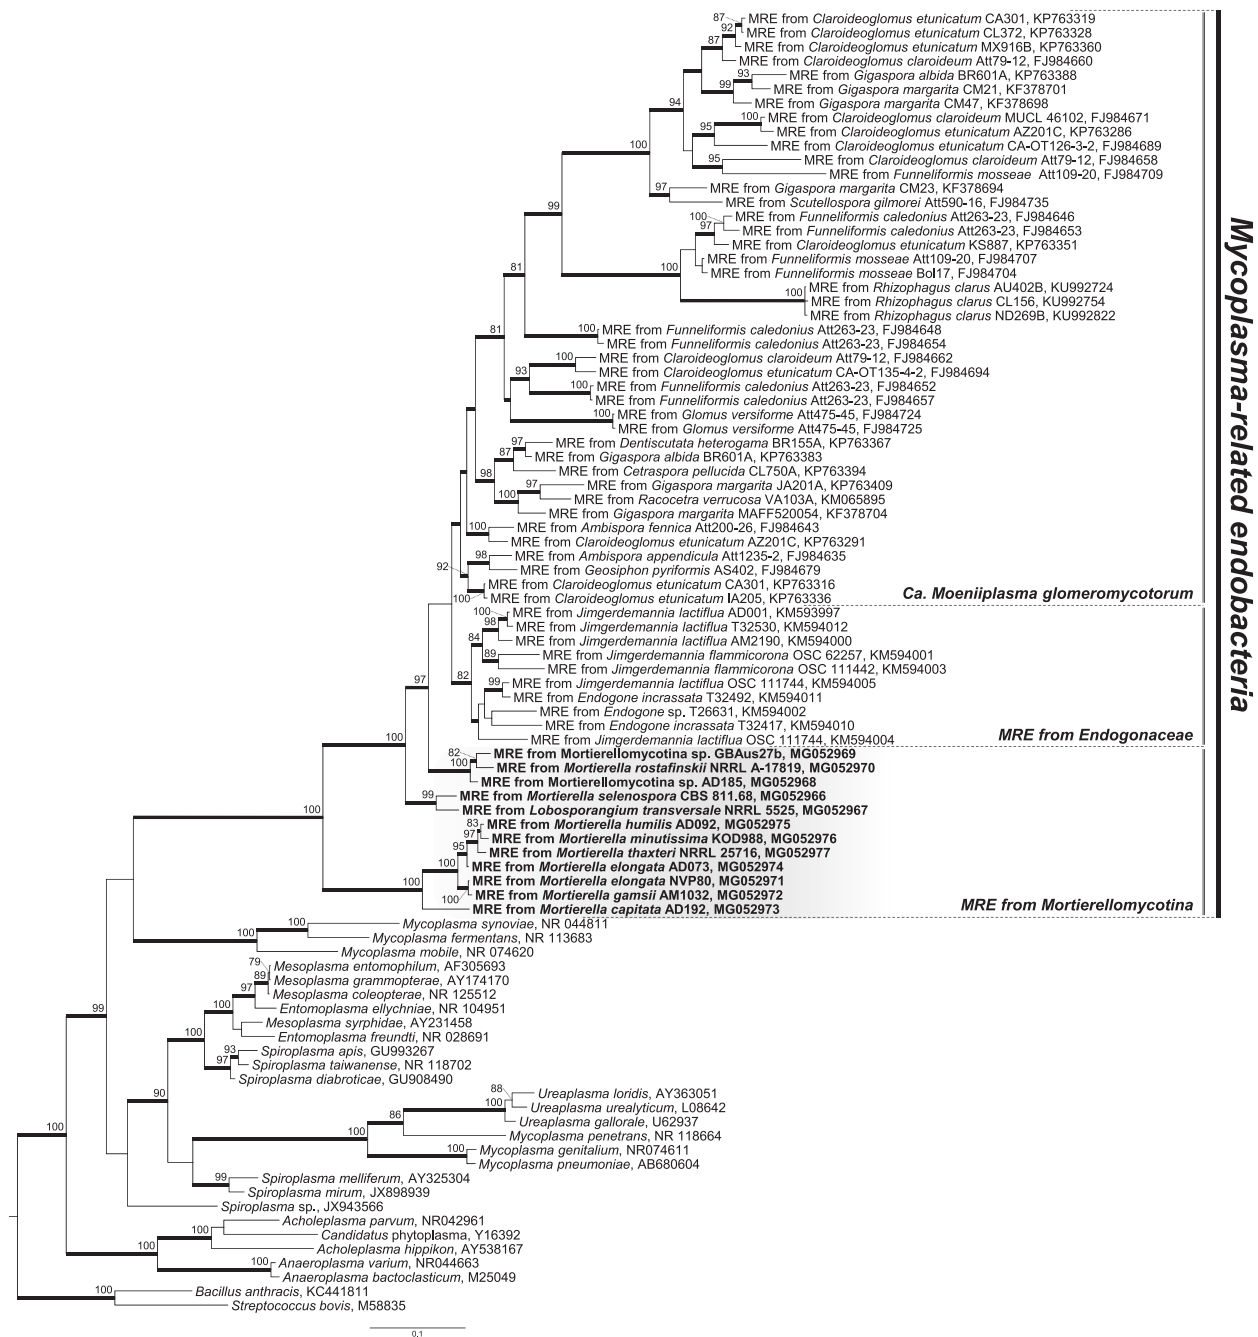 MRE from Claroideoglomus etunicatum CA301, KP763319
MRE from Claroideoglomus etunicatum CL372, KP763328
MRE from Claroideoglomus etunicatum MX916B, KP763360
MRE from Claroideoglomus claroideum Att79-12, FJ984660
MRE from Gigaspora albida BR601A, KP763388
MRE from Gigaspora margarita CM21, KF378701
MRE from Gigaspora margarita CM47, KF378698
MRE from Claroideoglomus claroideum MUCL 46102, FJ984671
MRE from Claroideoglomus etunicatum AZ201C, KP763286
MRE from Claroideoglomus etunicatum CA-OT126-3-2, FJ984689
MRE from Claroideoglomus claroideum Att79-12, FJ984658
MRE from Funneliformis mosseae Att109-20, FJ984709
MRE from Gigaspora margarita CM23, KF378694
MRE from Scutellospora gilmorei Att590-16, FJ984735
MRE from Funneliformis caledonius Att263-23, FJ984646
MRE from Funneliformis caledonius Att263-23, FJ984653
MRE from Claroideoglomus etunicatum KS887, KP763351
MRE from Funneliformis mosseae Att109-20, FJ984707
MRE from Funneliformis mosseae Bol17, FJ984704
MRE from Rhizophagus clarus AU402B, KU992724
MRE from Rhizophagus clarus CL156, KU992754
MRE from Rhizophagus clarus ND269B, KU992822
MRE from Funneliformis caledonius Att263-23, FJ984648
MRE from Funneliformis caledonius Att263-23, FJ984654
MRE from Claroideoglomus claroideum Att79-12, FJ984662
MRE from Claroideoglomus etunicatum CA-OT135-4-2, FJ984694
MRE from Funneliformis caledonius Att263-23, FJ984652
MRE from Funneliformis caledonius Att263-23, FJ984657
MRE from Glomus versiforme Att475-45, FJ984724
MRE from Glomus versiforme Att475-45, FJ984725
MRE from Dentiscutata heterogama BR155A, KP763367
MRE from Gigaspora albida BR601A, KP763383
MRE from Cetraspora pellucida CL750A, KP763394
MRE from Gigaspora margarita JA201A, KP763409
MRE from Racocetra verrucosa VA103A, KM065895
MRE from Gigaspora margarita MAFF520054, KF378704
MRE from Ambispora fennica Att200-26, FJ984643
MRE from Claroideoglomus etunicatum AZ201C, KP763291
MRE from Ambispora appendicula Att1235-2, FJ984635
MRE from Geosiphon pyriformis AS402, FJ984679
MRE from Claroideoglomus etunicatum CA301, KP763316
MRE from Claroideoglomus etunicatum IA205, KP763336
Ca. Moeniiplasma glomeromycotorum
MRE from Jimgerdemannia lactiflua AD001, KM593997
MRE from Jimgerdemannia lactiflua T32530, KM594012
MRE from Jimgerdemannia lactiflua AM2190, KM594000
MRE from Jimgerdemannia flammicorona OSC 62257, KM594001
MRE from Jimgerdemannia flammicorona OSC 111442, KM594003
MRE from Jimgerdemannia lactiflua OSC 111744, KM594005
MRE from Endogone incrassata T32492, KM594011
MRE from Endogone sp. T26631, KM594002
MRE from Endogone incrassata T32417, KM594010
MRE from Jimgerdemannia lactiflua OSC 111744, KM594004
MRE from Endogonaceae
MRE from Mortierellomycotina sp. GBAus27b, MG052969
MRE from Mortierella rostafinskii NRRL A-17819, MG052970
MRE from Mortierellomycotina sp. AD185, MG052968
MRE from Mortierella selenospora CBS 811.68, MG052966
MRE from Lobosporangium transversale NRRL 5525, MG052967
MRE from Mortierella humilis AD092, MG052975
MRE from Mortierella minutissima KOD988, MG052976
MRE from Mortierella thaxteri NRRL 25716, MG052977
MRE from Mortierella elongata AD073, MG052974
MRE from Mortierella elongata NVP80, MG052971
MRE from Mortierella gamsii AM1032, MG052972
MRE from Mortierella capitata AD192, MG052973
MRE from Mortierellomycotina
Mycoplasma-related endobacteria
Mycoplasma synoviae, NR 044811
Mycoplasma fermentans, NR 113683
Mycoplasma mobile, NR 074620
Mesoplasma entomophilum, AF305693
Mesoplasma grammopterae, AY174170
Mesoplasma coleopterae, NR 125512
Entomoplasma ellychniae, NR 104951
Mesoplasma syrphidae, AY231458
Entomoplasma freundti, NR 028691
Spiroplasma apis, GU993267
Spiroplasma taiwanense, NR 118702
Spiroplasma diabroticae, GU908490
Ureaplasma loridis, AY363051
Ureaplasma urealyticum, L08642
Ureaplasma gallorale, U62937
Mycoplasma penetrans, NR 118664
Mycoplasma genitalium, NR074611
Mycoplasma pneumoniae, AB680604
Spiroplasma melliferum, AY325304
Spiroplasma mirum, JX898939
Spiroplasma sp., JX943566
Acholeplasma parvum, NR042961
Candidatus phytoplasma, Y16392
Acholeplasma hippikon, AY538167
Anaeroplasma varium, NR044663
Anaeroplasma bactoclasticum, M25049
Bacillus anthracis, KC441811
Streptococcus bovis, M58835
0.1
87
92
87
93
99
94
100
95
95
100
97
99
100
97
100
100
81
81
100
100
93
100
100
97
87
98
97
100
100
98
92
100
100
98
84
89
82
99
97
82
100
100
99
100
83
97
95
100
100
100
100
100
99
79
89
97
100
100
93
97
90
88
100
86
100
100
99
100
100
100
100
100